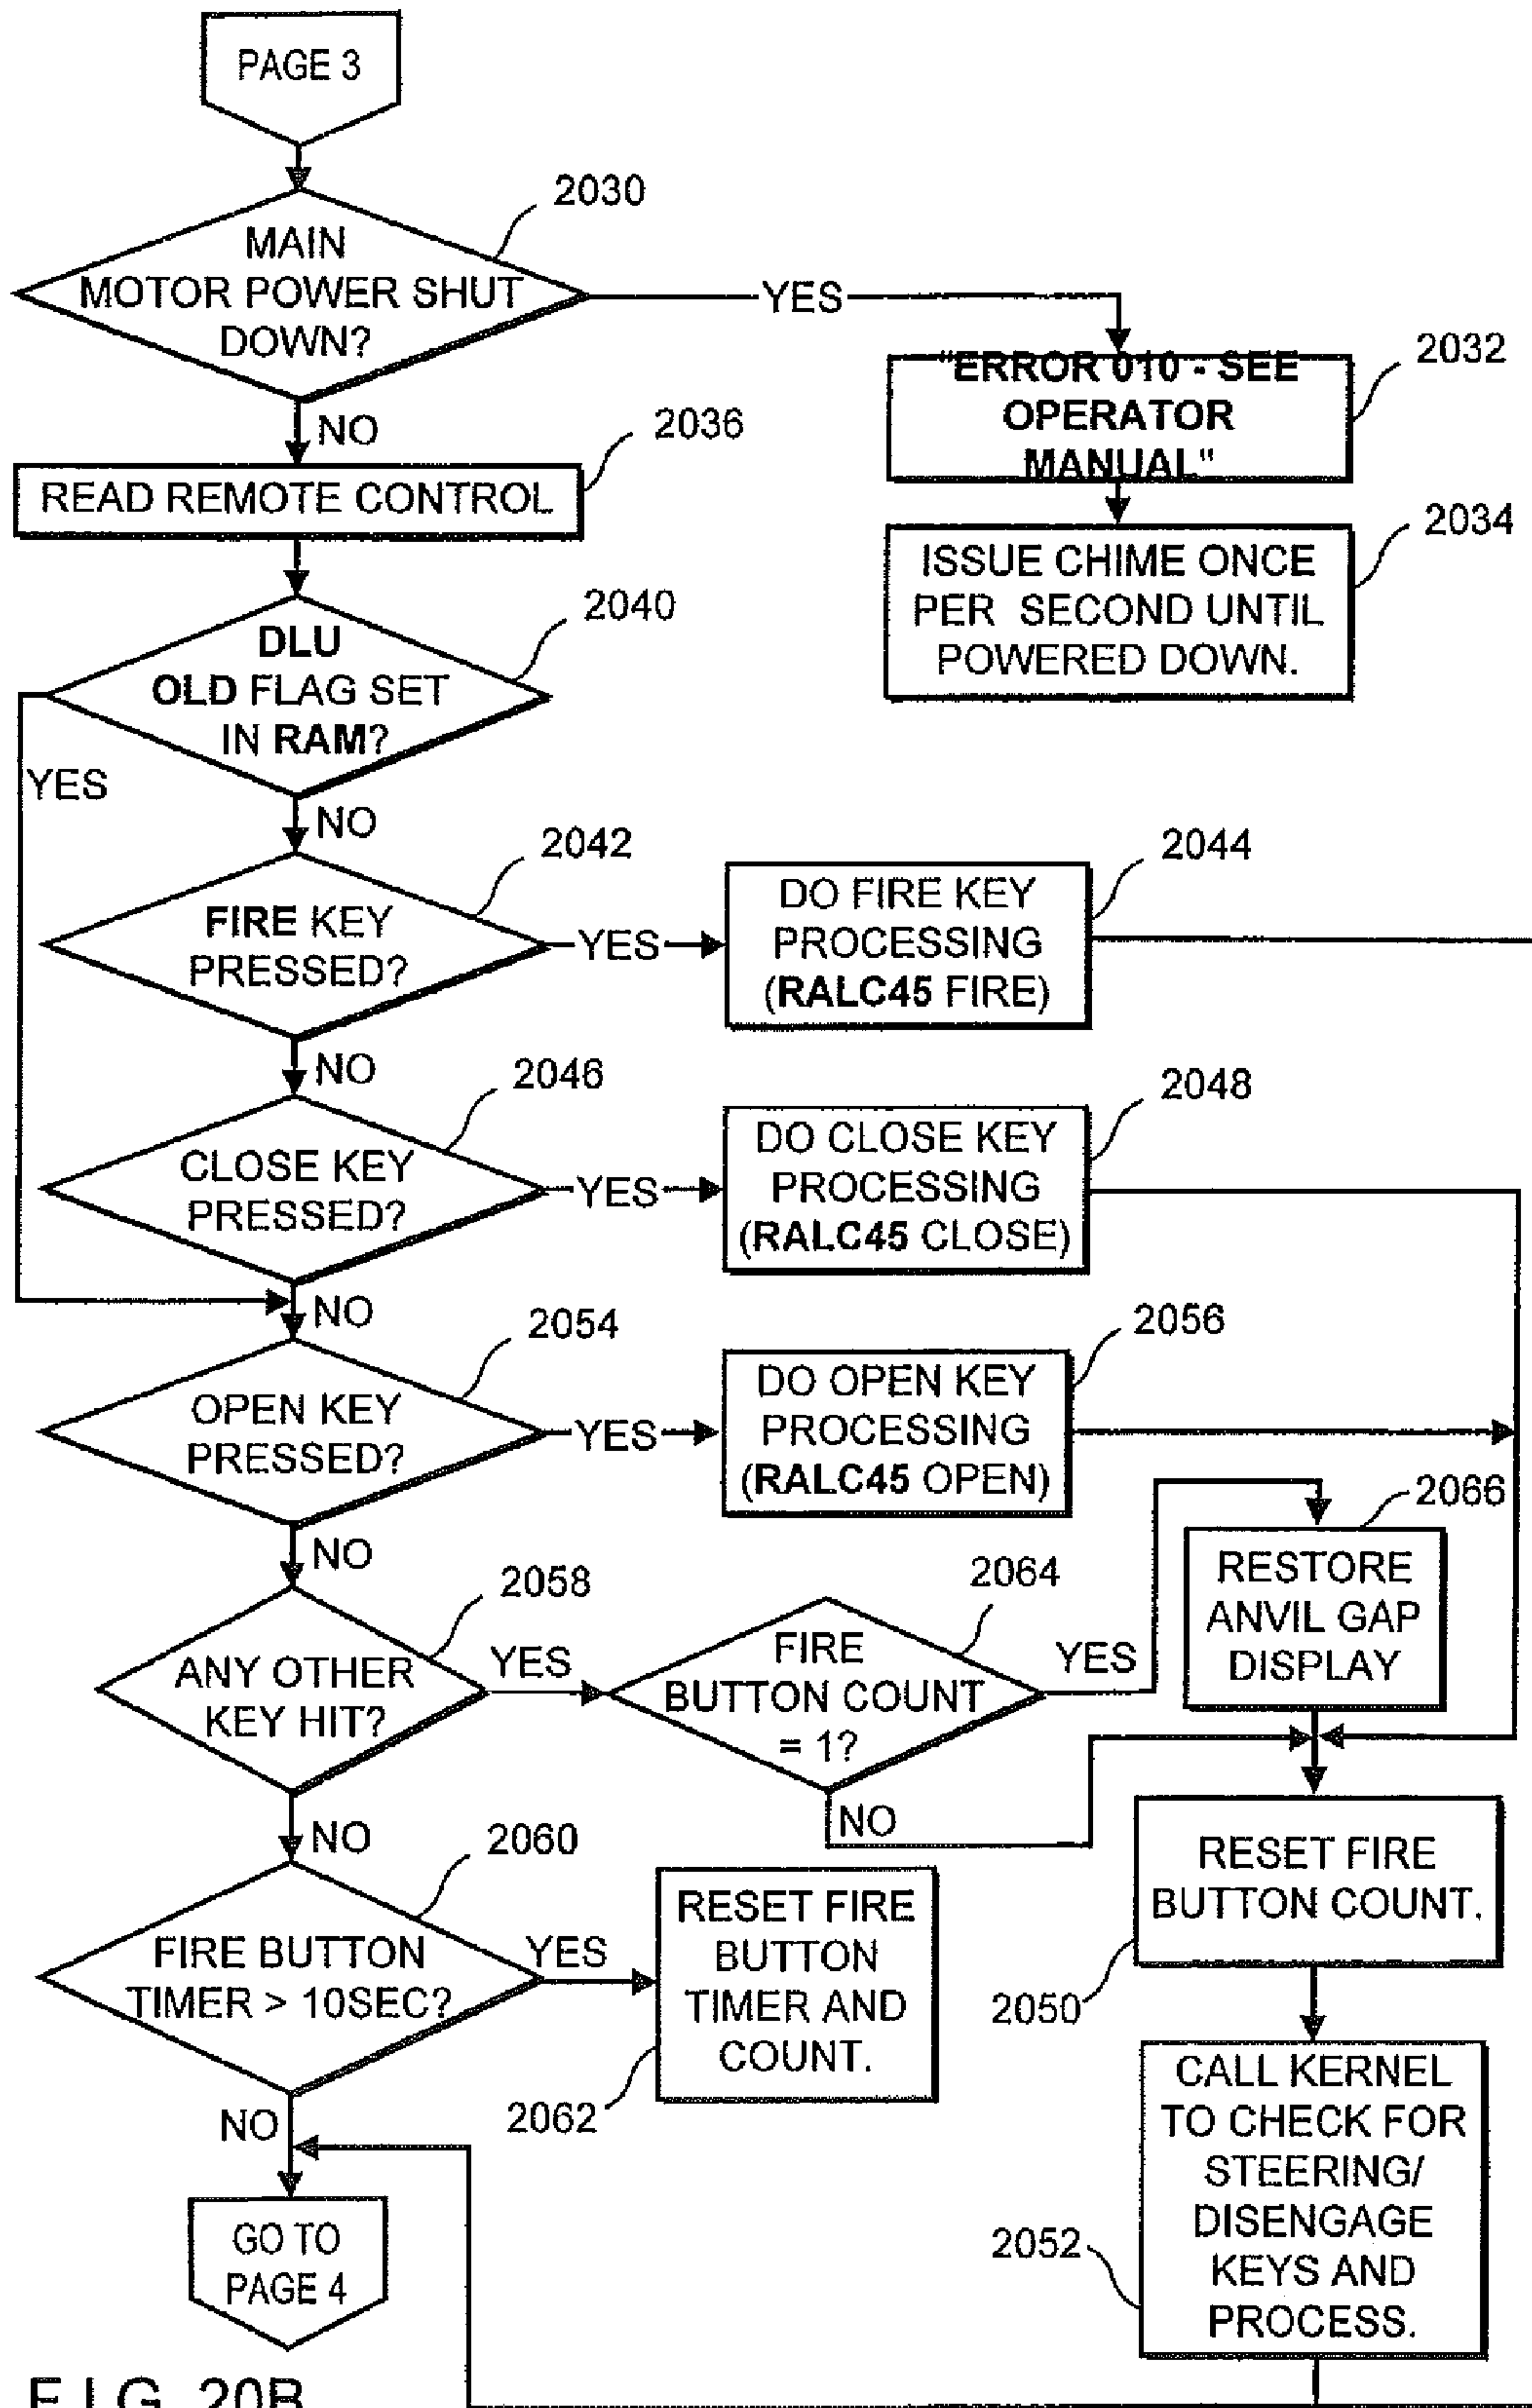 PAGE 3
2030
MAIN
MOTOR POWER SHUT
DOWN?
YES
2032
"ERROR 010 - SEE
OPERATOR
MANUAL"
NO
2036
READ REMOTE CONTROL
2034
ISSUE CHIME ONCE
PER SECOND UNTIL
POWERED DOWN.
2040
DLU
OLD FLAG SET
IN RAM?
YES
NO
2042
FIRE KEY
PRESSED?
YES
2044
DO FIRE KEY
PROCESSING
(RALC45 FIRE)
NO
2046
CLOSE KEY
PRESSED?
YES
2048
DO CLOSE KEY
PROCESSING
(RALC45 CLOSE)
NO
2054
OPEN KEY
PRESSED?
YES
2056
DO OPEN KEY
PROCESSING
(RALC45 OPEN)
NO
2058
ANY OTHER
KEY HIT?
YES
2064
FIRE
BUTTON COUNT
= 1?
YES
2066
RESTORE
ANVIL GAP
DISPLAY
NO
NO
2060
FIRE BUTTON
TIMER > 10SEC?
YES
RESET FIRE
BUTTON
TIMER AND
COUNT.
2062
RESET FIRE
BUTTON COUNT.
2050
CALL KERNEL
TO CHECK FOR
STEERING/
DISENGAGE
KEYS AND
PROCESS.
2052
NO
GO TO
PAGE 4
FIG. 20B